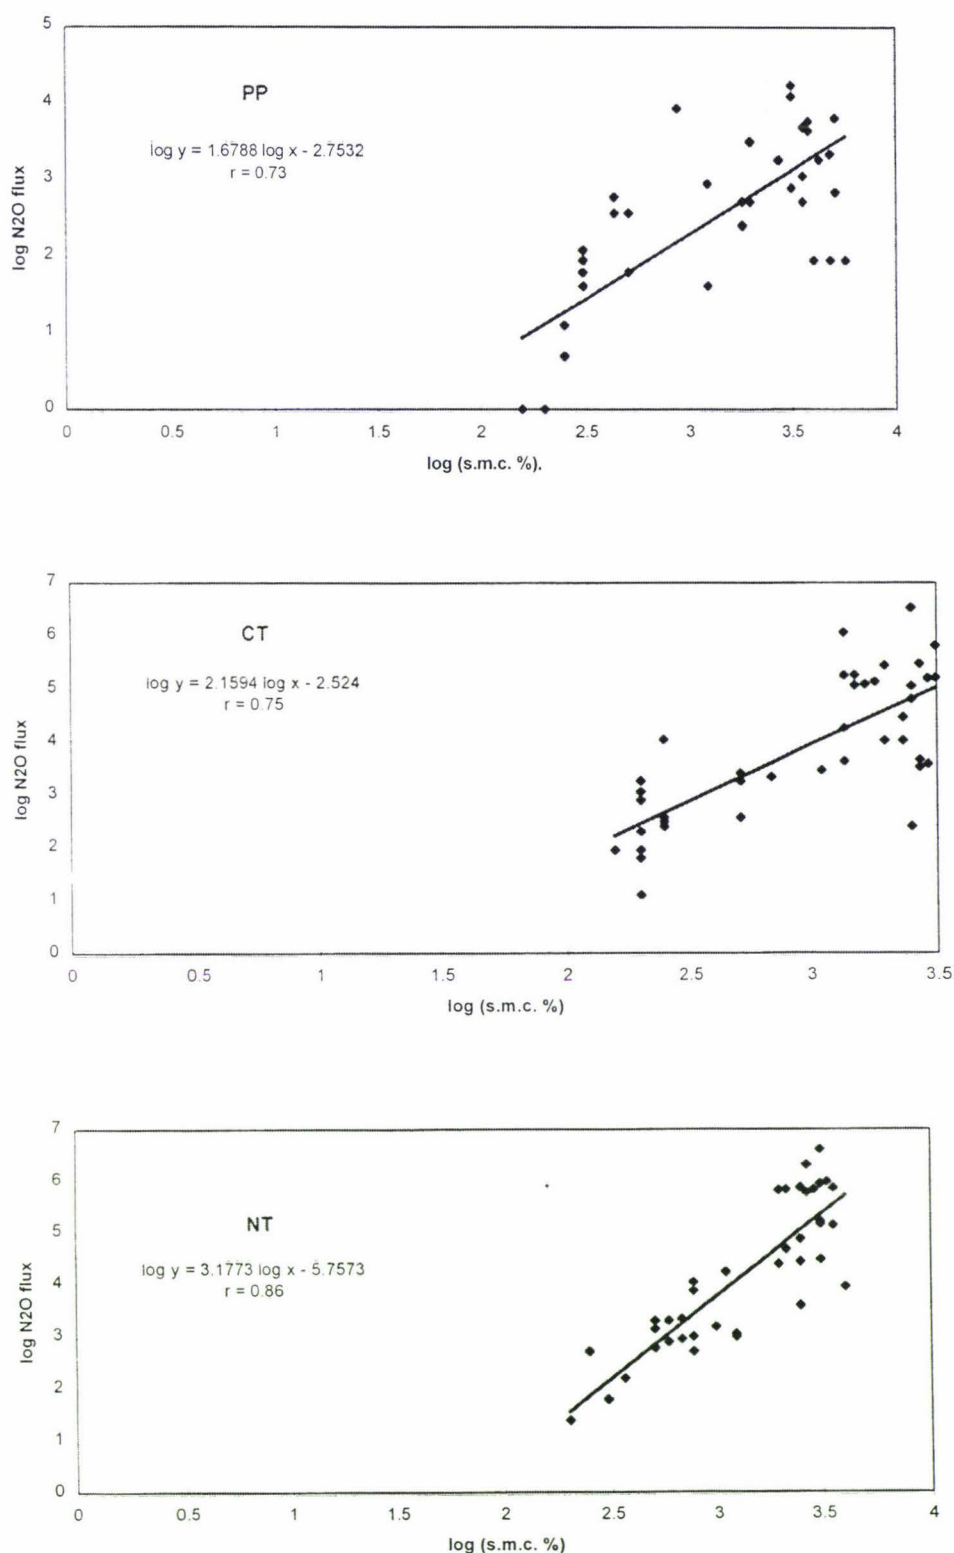 5
4
3
2
1
0
log N2O flux
PP
log y = 1.6788 log x - 2.7532
r = 0.73
0 0.5 1 1.5 2 2.5 3 3.5 4
log (s.m.c. %).
7
6
5
4
3
2
1
0
log N2O flux
CT
log y = 2.1594 log x - 2.524
r = 0.75
0 0.5 1 1.5 2 2.5 3 3.5
log (s.m.c. %)
7
6
5
4
3
2
1
0
log N2O flux
NT
log y = 3.1773 log x - 5.7573
r = 0.86
0 0.5 1 1.5 2 2.5 3 3.5 4
log (s.m.c. %)